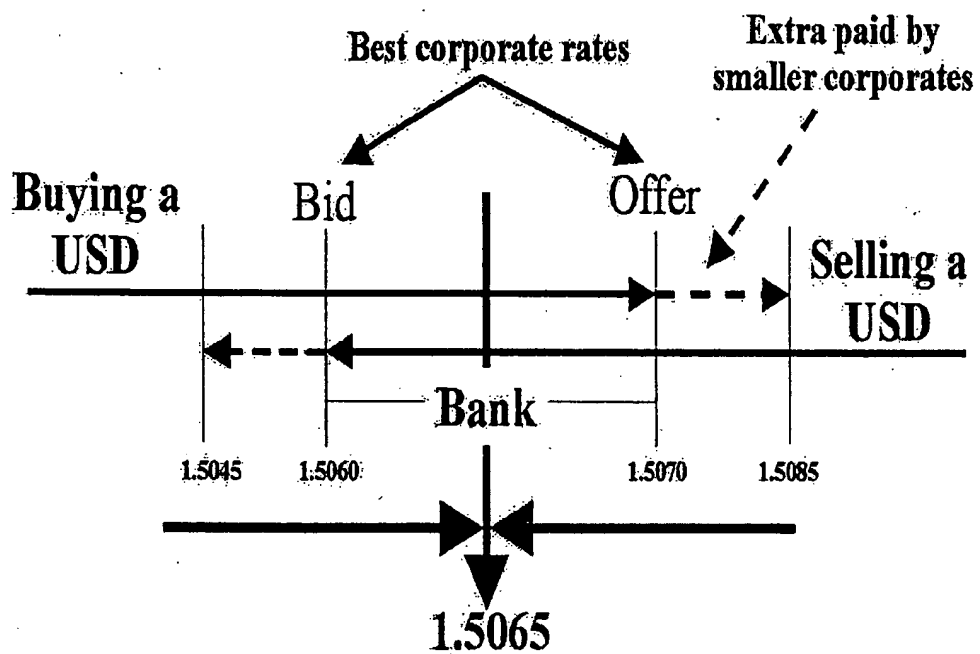 Best corporate rates
Extra paid by
smaller corporates
Buying a
USD
Bid
Offer
Selling a
USD
Bank
1.5045
1.5060
1.5070
1.5085
1.5065